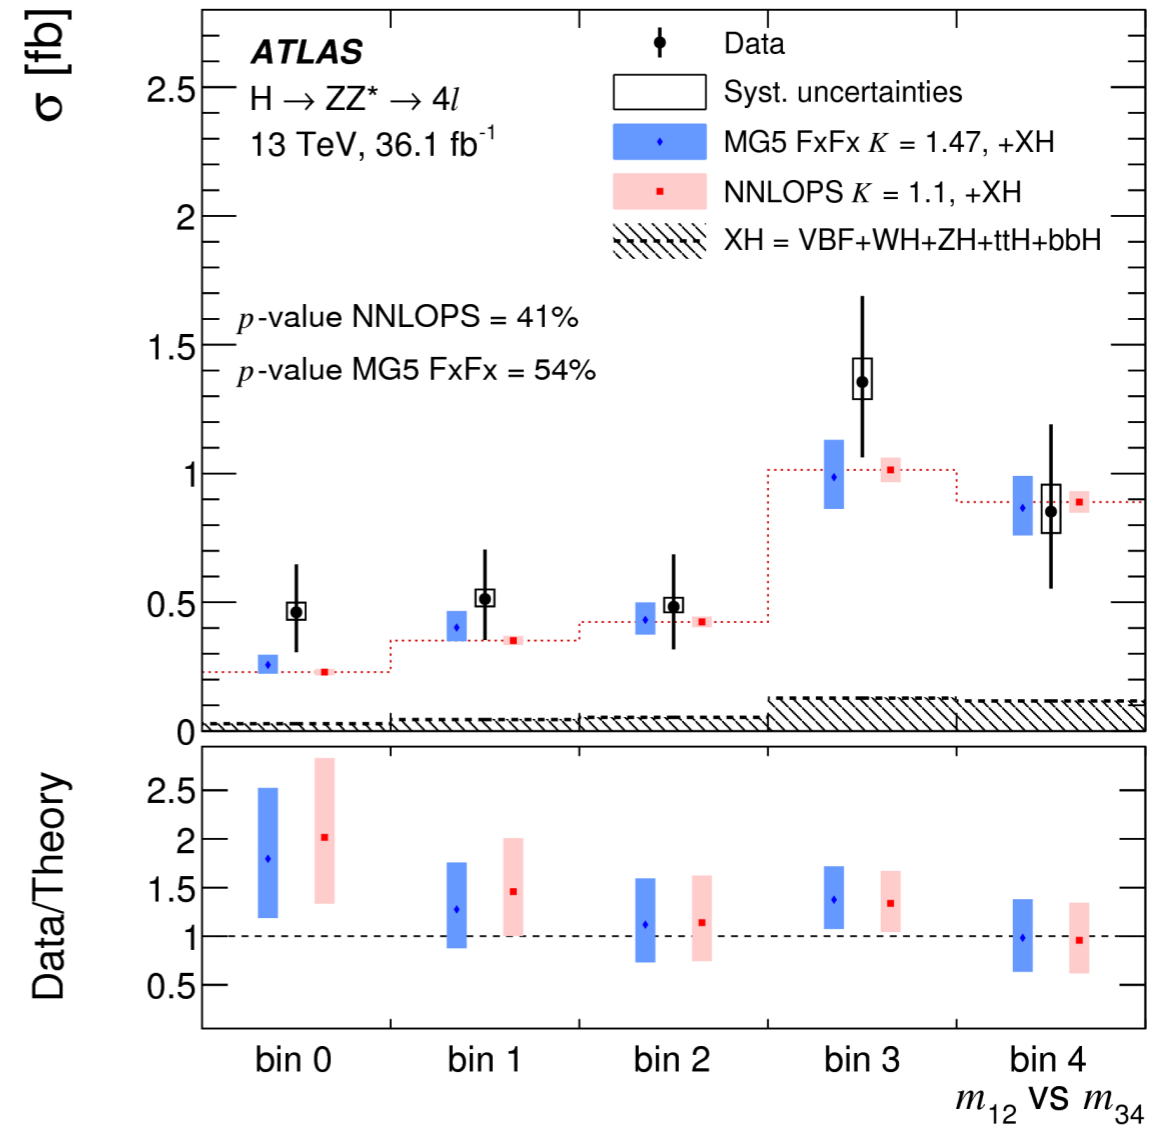 σ [fb]
ATLAS
H → ZZ* → 4l
13 TeV, 36.1 fb⁻¹
Data
Syst. uncertainties
MG5 FxFx K = 1.47, +XH
NNLOPS K = 1.1, +XH
XH = VBF+WH+ZH+ttH+bbH
p-value NNLOPS = 41%
p-value MG5 FxFx = 54%
2.5
2
1.5
1
0.5
0
Data/Theory
2.5
2
1.5
1
0.5
bin 0 bin 1 bin 2 bin 3 bin 4
m₁₂ vs m₃₄